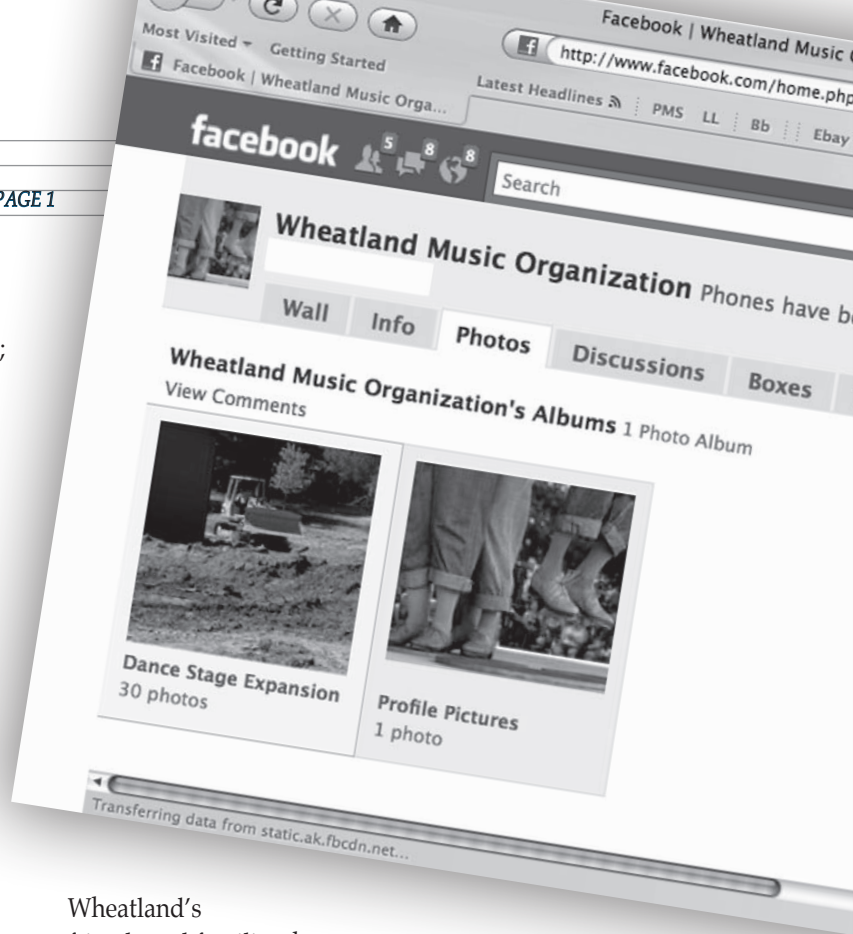 Facebook | Wheatland Music
Most Visited Getting Started
http://www.facebook.com/home.php
Facebook | Wheatland Music Orga...
Latest Headlines PMS LL Bb Ebay
facebook 5 8 8 Search
PAGE 1
Wheatland Music Organization Phones have
Wall Info Photos Discussions Boxes
;
Wheatland Music Organization's Albums 1 Photo Album
View Comments
Dance Stage Expansion
30 photos
Profile Pictures
1 photo
Transferring data from static.ak.fbcdn.net...
Wheatland's